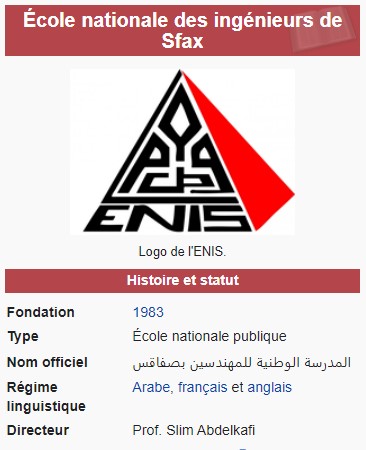 École nationale des ingénieurs de
Sfax
ENIS
Logo de l'ENIS.
Histoire et statut
Fondation 1983
Type École nationale publique
Nom officiel المدرسة الوطنية للمهندسين بصفاقس
Régime Arabe, français et anglais
linguistique
Directeur Prof. Slim Abdelkafi